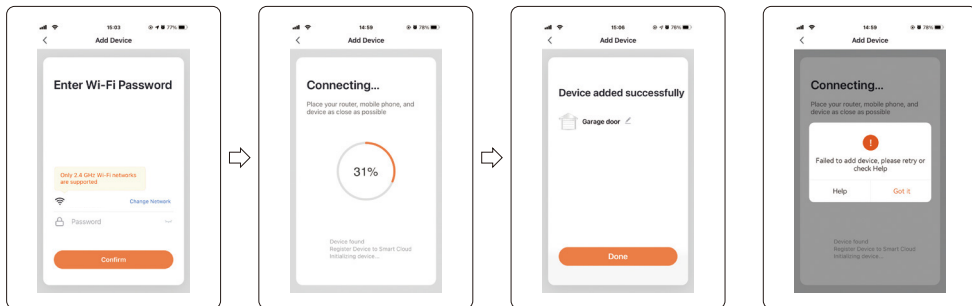 15:03
77%
Add Device
Enter Wi-Fi Password
Only 2.4 GHz Wi-Fi networks
are supported
Change Network
Password
Confirm
14:59
78%
Add Device
Connecting...
Place your router, mobile phone, and
device as close as possible
31%
Device found
Register Device to Smart Cloud
Initializing device...
15:06
76%
Add Device
Device added successfully
Garage door
Done
14:59
78%
Add Device
Connecting...
Place your router, mobile phone, and
device as close as possible
Failed to add device, please retry or
check Help
Help
Got it
Device found
Register Device to Smart Cloud
Initializing device...